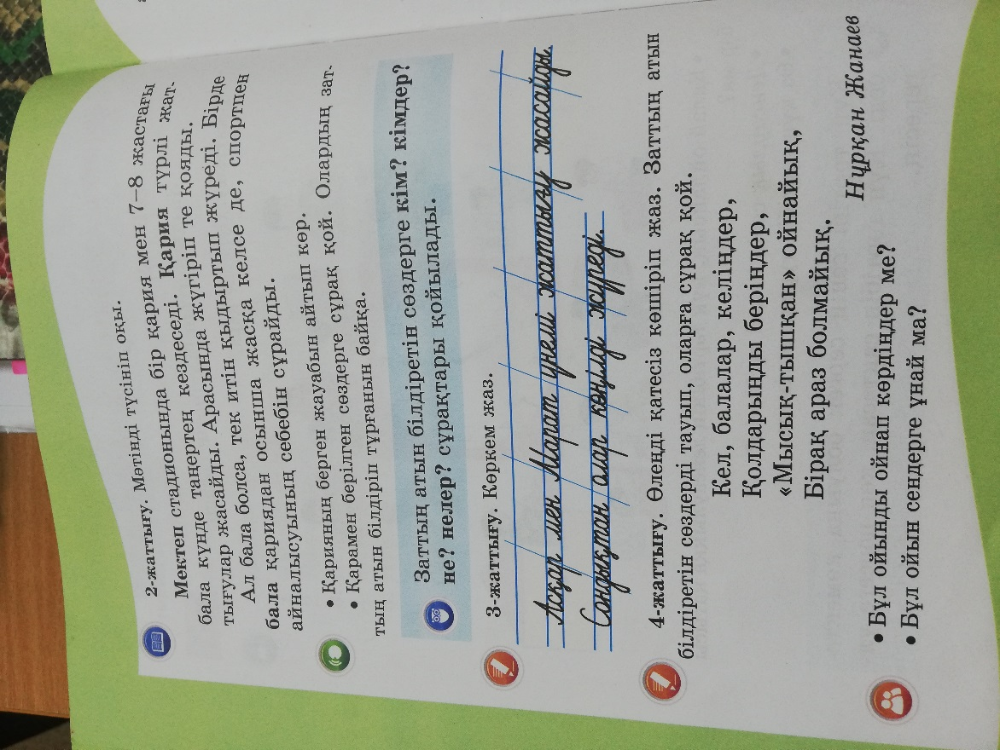 2-жаттығу. Мәтінді түсініп оқы.
Мектеп стадионында бір қария мен 7–8 жастағы
бала күнде таңертең кездеседі. Қария түрлі жат-
тығулар жасайды. Арасында жүгіріп те қояды.
Ал бала болса, тек итін қыдыртып жүреді. Бірде
бала қариядан осынша жасқа келсе де, спортпен
айналысуының себебін сұрайды.
• Қарияның берген жауабын айтып көр.
• Қарамен берілген сөздерге сұрақ қой. Олардың зат-
тың атын білдіріп тұрғанын байқа.
Заттың атын білдіретін сөздерге кім? кімдер?
не? нелер? сұрақтары қойылады.
3-жаттығу. Көркем жаз.
Асқар мен Марат үнемі жаттығу жасайды.
Сондықтан олар көңілді жүреді.
4-жаттығу. Өлеңді қатесіз көшіріп жаз. Заттың атын
білдіретін сөздерді тауып, оларға сұрақ қой.
Кел, балалар, келіңдер,
Қолдарыңды беріңдер,
«Мысық-тышқан» ойнайық,
Бірақ араз болмайық.
Нұрқан Жанаев
• Бұл ойынды ойнап көрдіңдер ме?
• Бұл ойын сендерге ұнай ма?